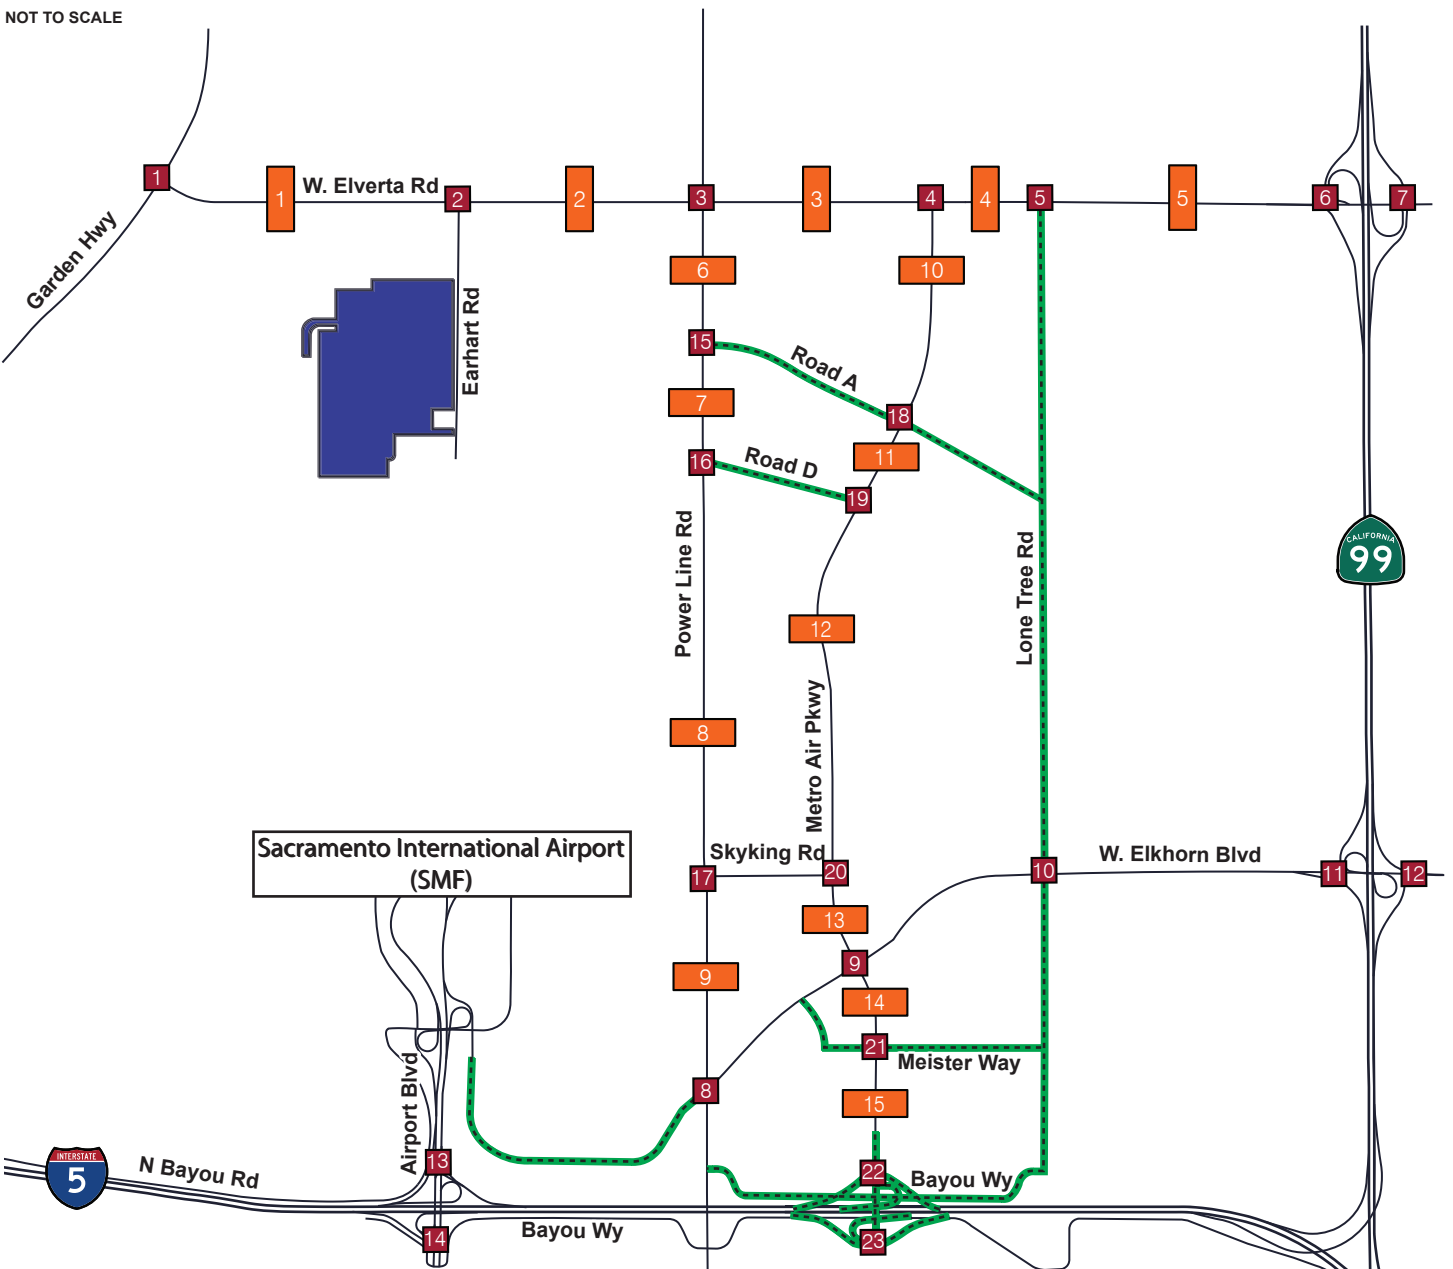 NOT TO SCALE
1
Garden Hwy
1
W. Elverta Rd
2
2
3
3
4
4
5
5
6
7
Earhart Rd
6
10
15
Road A
7
18
11
16
Road D
19
Power Line Rd
Lone Tree Rd
CALIFORNIA
99
12
8
Metro Air Pkwy
Sacramento International Airport
(SMF)
17
Skyking Rd
20
10
W. Elkhorn Blvd
11
12
13
9
9
14
21
Meister Way
8
15
Airport Blvd
13
INTERSTATE
5
N Bayou Rd
22
Bayou Wy
14
Bayou Wy
23